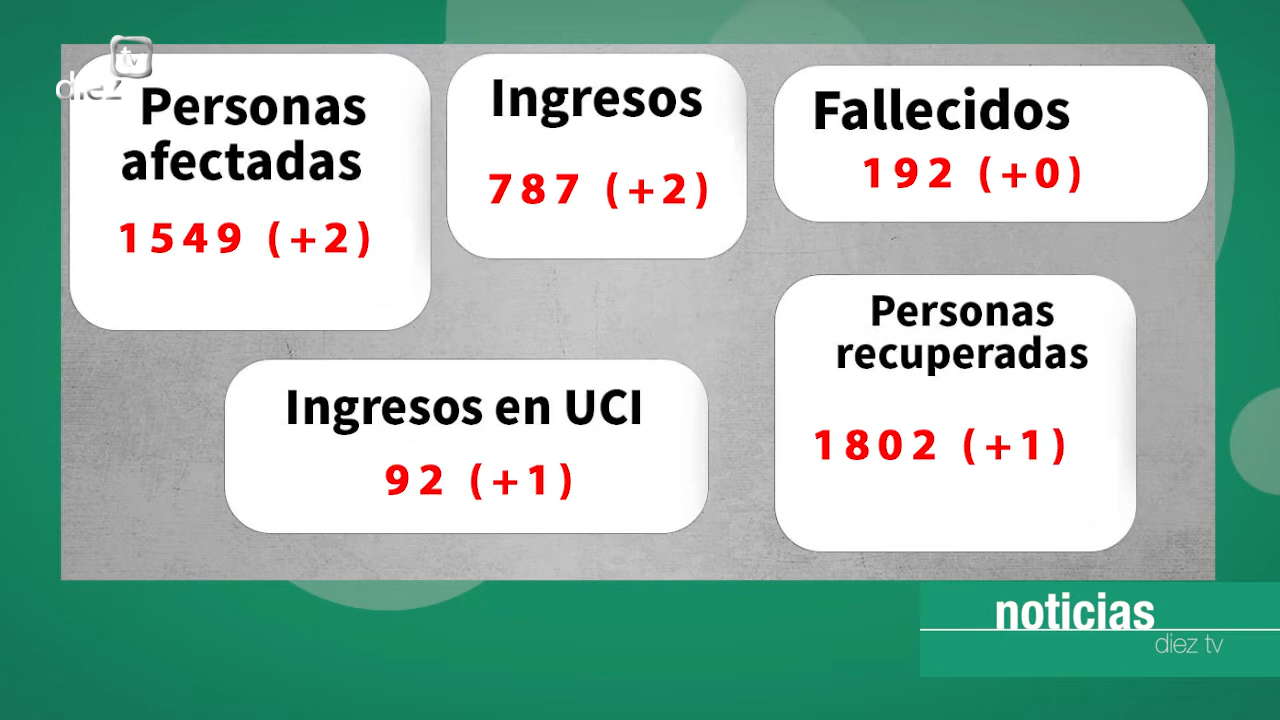 diez tv
Personas
afectadas
1549 (+2)
Ingresos
787 (+2)
Fallecidos
192 (+0)
Ingresos en UCI
92 (+1)
Personas
recuperadas
1802 (+1)
noticias
diez tv